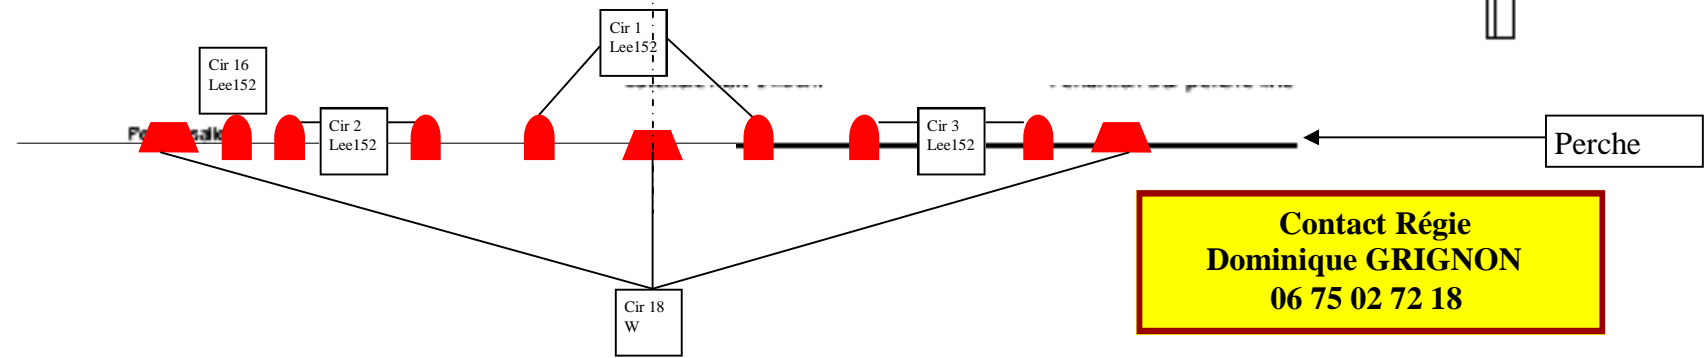 Cir 1
Lee152
Cir 16
Lee152
Cir 2
Lee152
Cir 3
Lee152
Perche
Contact Régie
Dominique GRIGNON
06 75 02 72 18
Cir 18
W